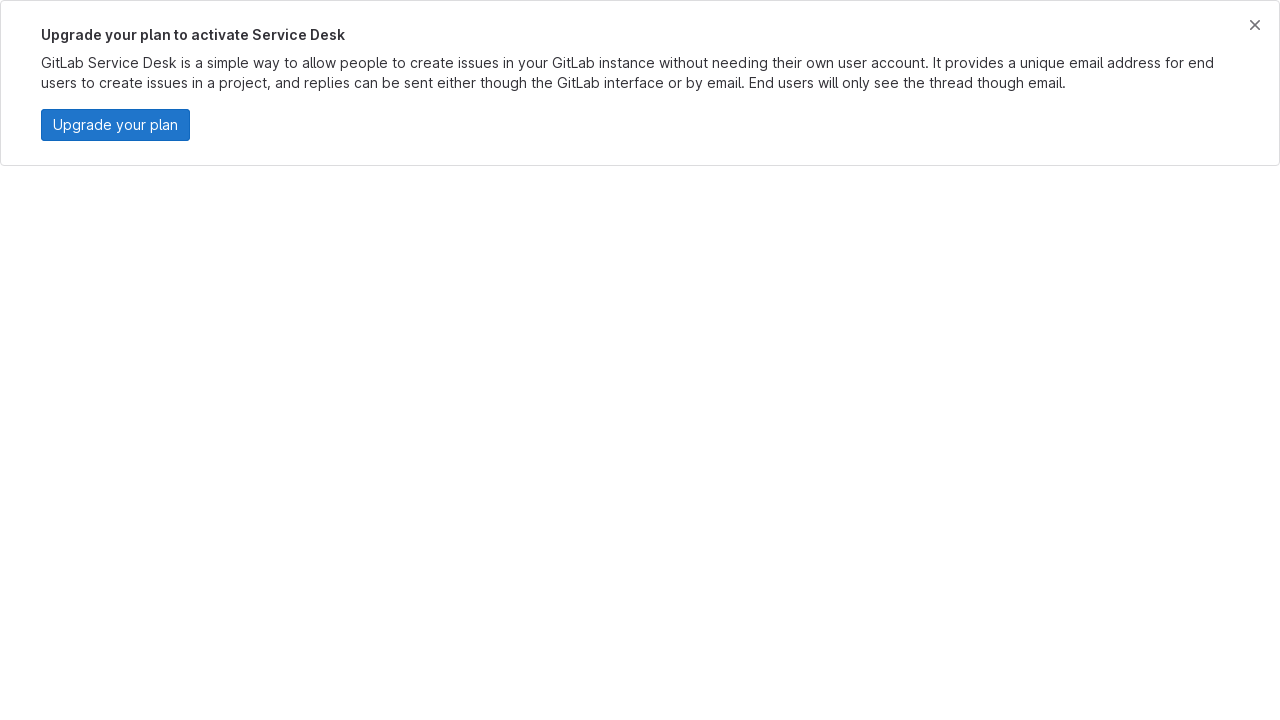 Upgrade your plan to activate Service Desk
GitLab Service Desk is a simple way to allow people to create issues in your GitLab instance without needing their own user account. It provides a unique email address for end
users to create issues in a project, and replies can be sent either though the GitLab interface or by email. End users will only see the thread though email.
Upgrade your plan